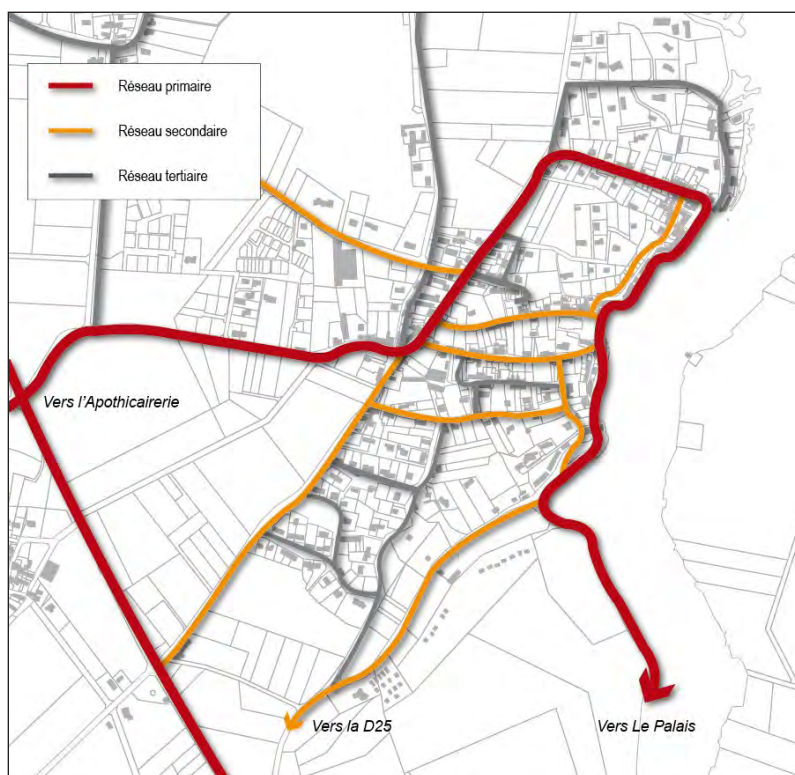 Réseau primaire
Réseau secondaire
Réseau tertiaire
Vers l'Apothicairerie
Vers la D25
Vers Le Palais